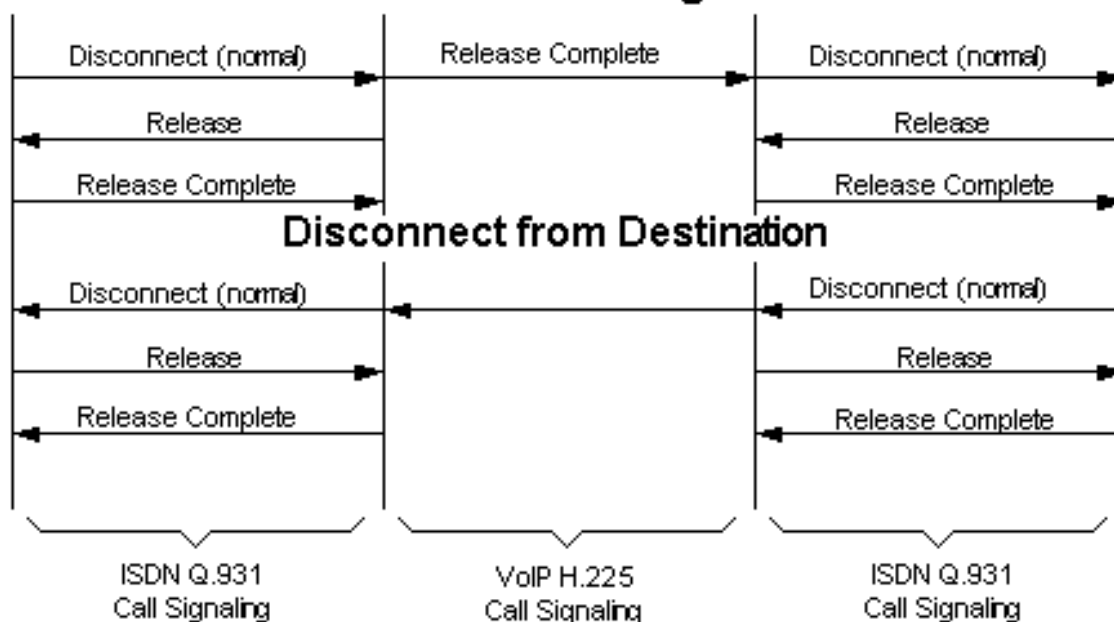 Disconnect (normal) Release Complete Disconnect (normal)
Release Release
Release Complete Release Complete
Disconnect from Destination
Disconnect (normal) Disconnect (normal)
Release Release
Release Complete Release Complete
ISDN Q.931 VoIP H.225 ISDN Q.931
Call Signaling Call Signaling Call Signaling